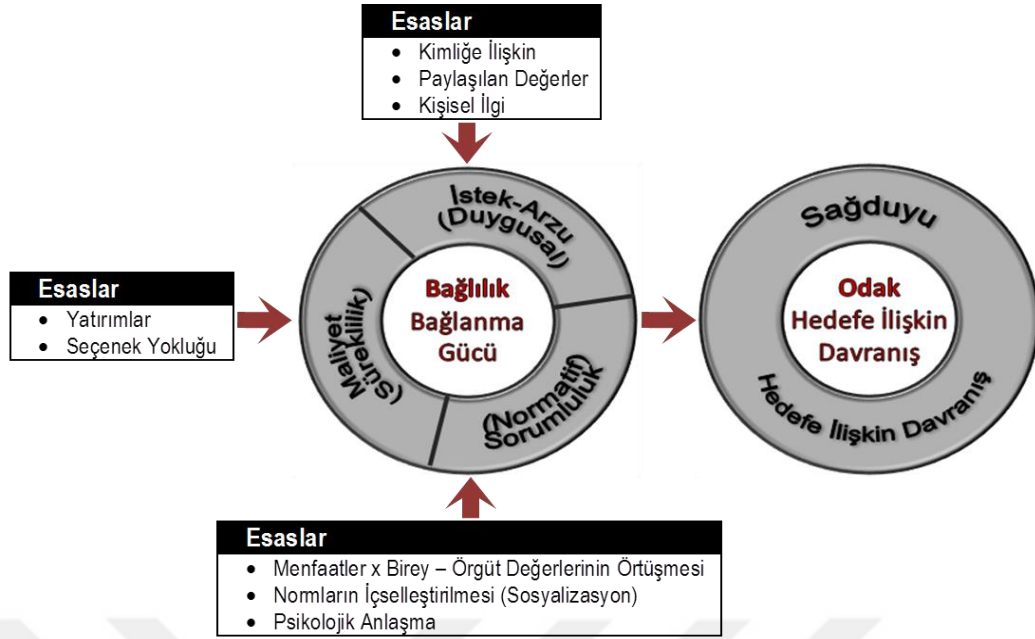 Esaslar
• Kimliğe İlişkin
• Paylaşılan Değerler
• Kişisel İlgi
Esaslar
• Yatırımlar
• Seçenek Yokluğu
İstek-Arzu
(Duygusal)
Maliyet
(Süreklilik)
(Normatif)
Sorumluluk
Bağlılık
Bağlanma
Gücü
Sağduyu
Odak
Hedefe İlişkin
Davranış
Hedefe İlişkin Davranış
Esaslar
• Menfaatler x Birey – Örgüt Değerlerinin Örtüşmesi
• Normların İçselleştirilmesi (Sosyalizasyon)
• Psikolojik Anlaşma